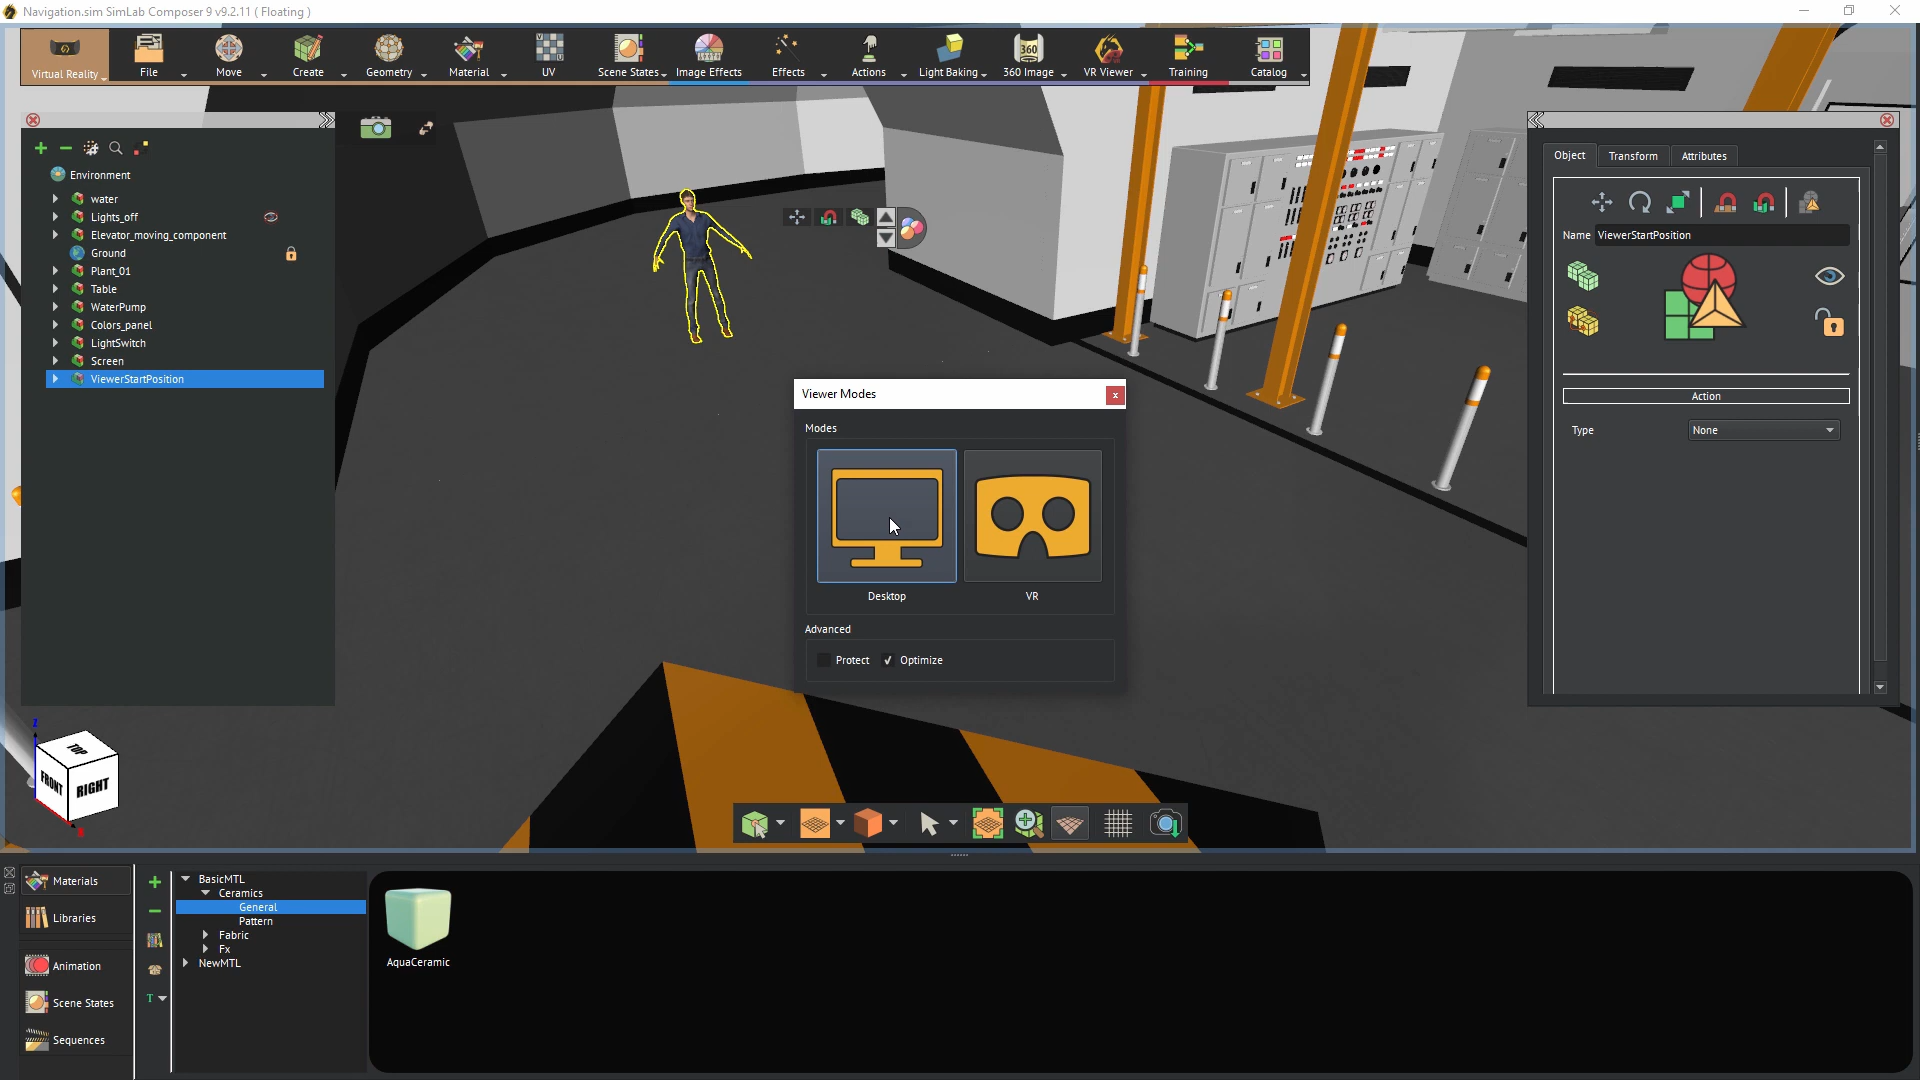 Navigation.sim SimLab Composer 9 v9.2.11 ( Floating )
Virtual Reality
File
Move
Create
Geometry
Material
UV
Scene States
Image Effects
Effects
Actions
Light Baking
360 Image
VR Viewer
Training
Catalog
360
Environment
water
Lights_off
Elevator_moving_component
Ground
Plant_01
Table
WaterPump
Colors_panel
LightSwitch
Screen
ViewerStartPosition
Object
Transform
Attributes
Name ViewerStartPosition
Action
Type
None
Viewer Modes
x
Modes
Desktop
VR
Advanced
Protect
Optimize
Z
TOP
FRONT
RIGHT
Materials
Libraries
Animation
Scene States
Sequences
T
BasicMTL
Ceramics
General
Pattern
Fabric
Fx
NewMTL
AquaCeramic